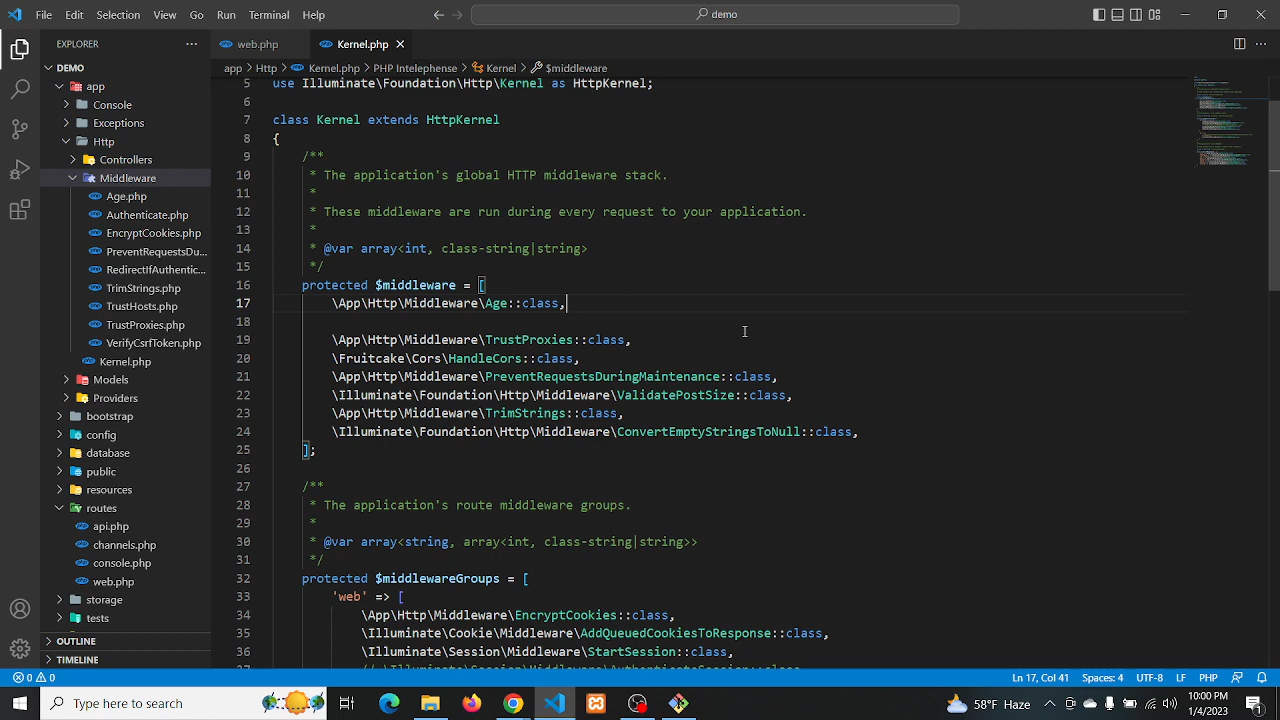 File Edit Selection View Go Run Terminal Help
demo
EXPLORER
DEMO
app
Console
Exceptions
Http
Controllers
Middleware
Age.php
Authenticate.php
EncryptCookies.php
PreventRequestsDu...
RedirectIfAuthentic...
TrimStrings.php
TrustHosts.php
TrustProxies.php
VerifyCsrfToken.php
Kernel.php
Models
Providers
bootstrap
config
database
public
resources
routes
api.php
channels.php
console.php
web.php
storage
tests
OUTLINE
TIMELINE
web.php Kernel.php
app > Http > Kernel.php > PHP Intelephense > Kernel > $middleware
5 use Illuminate\Foundation\Http\Kernel as HttpKernel;
6
7 class Kernel extends HttpKernel
8 {
9 /**
10 * The application's global HTTP middleware stack.
11 *
12 * These middleware are run during every request to your application.
13 *
14 * @var array<int, class-string|string>
15 */
16 protected $middleware = [
17 \App\Http\Middleware\Age::class,
18
19 \App\Http\Middleware\TrustProxies::class,
20 \Fruitcake\Cors\HandleCors::class,
21 \App\Http\Middleware\PreventRequestsDuringMaintenance::class,
22 \Illuminate\Foundation\Http\Middleware\ValidatePostSize::class,
23 \App\Http\Middleware\TrimStrings::class,
24 \Illuminate\Foundation\Http\Middleware\ConvertEmptyStringsToNull::class,
25 ];
26
27 /**
28 * The application's route middleware groups.
29 *
30 * @var array<string, array<int, class-string|string>>
31 */
32 protected $middlewareGroups = [
33 'web' => [
34 \App\Http\Middleware\EncryptCookies::class,
35 \Illuminate\Cookie\Middleware\AddQueuedCookiesToResponse::class,
36 \Illuminate\Session\Middleware\StartSession::class,
37 // \Illuminate\Session\Middleware\AuthenticateSession::class
0 0 Ln 17, Col 41 Spaces: 4 UTF-8 LF PHP
Type here to search 58°F Haze 10:00 PM
1/4/2023